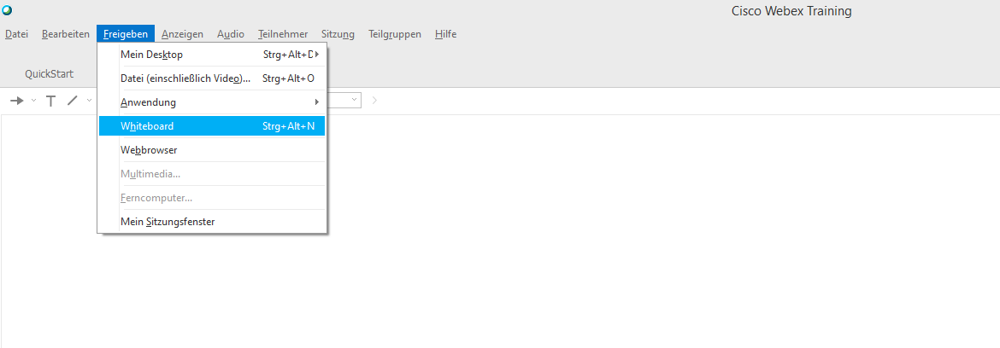 Cisco Webex Training
Datei Bearbeiten Freigeben Anzeigen Audio Teilnehmer Sitzung Teilgruppen Hilfe
Mein Desktop Strg+Alt+D
QuickStart
Datei (einschließlich Video)... Strg+Alt+O
Anwendung
Whiteboard Strg+Alt+N
Webbrowser
Multimedia...
Ferncomputer...
Mein Sitzungsfenster